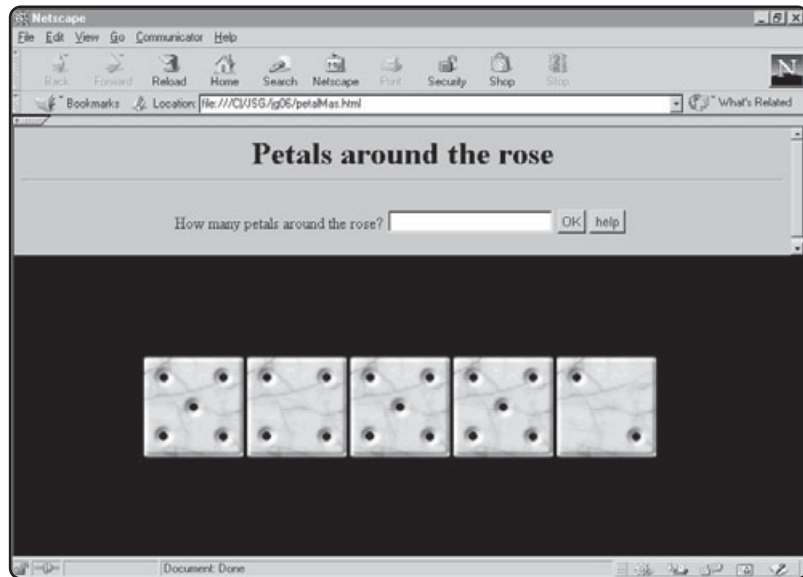 Netscape
File Edit View Go Communicator Help
Back Forward Reload Home Search Netscape Print Security Shop Stop
N
Bookmarks Location: file:///C|/JSG/jg06/petalMas.html What's Related
Petals around the rose
How many petals around the rose? OK help
Document: Done